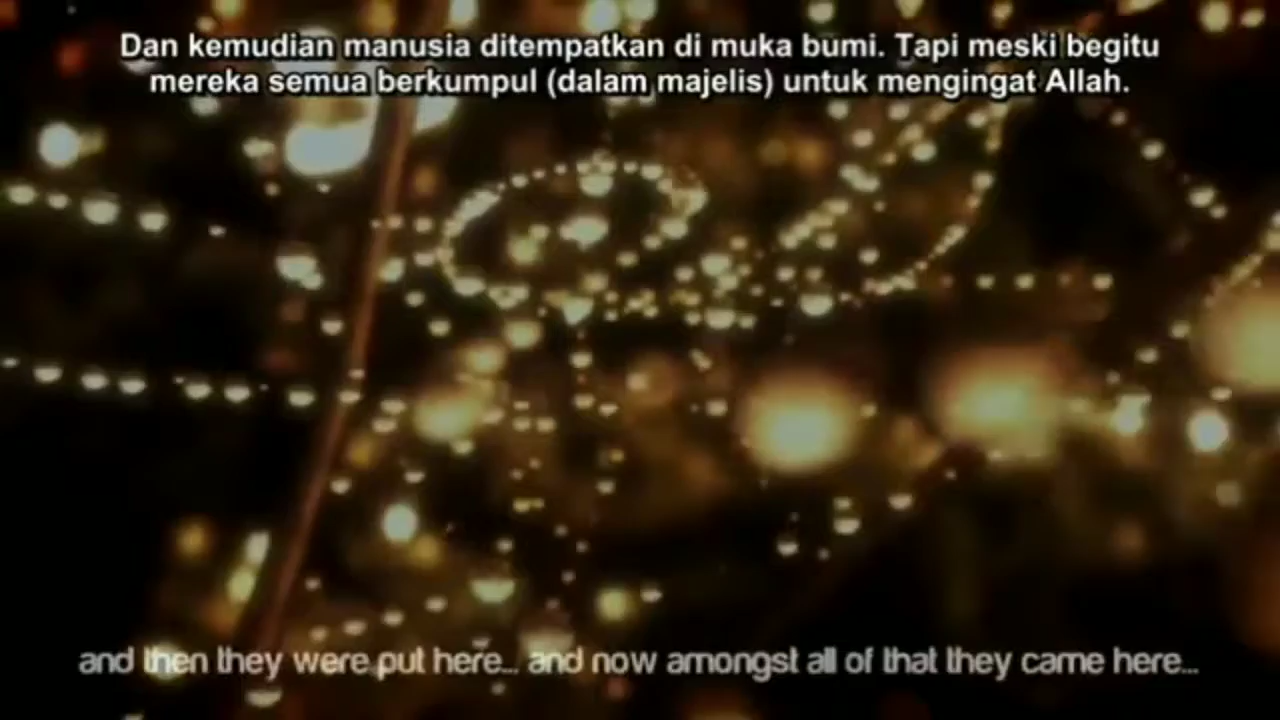 Dan kemudian manusia ditempatkan di muka bumi. Tapi meski begitu
mereka semua berkumpul (dalam majelis) untuk mengingat Allah.
and then they were put here... and now amongst all of that they came here...